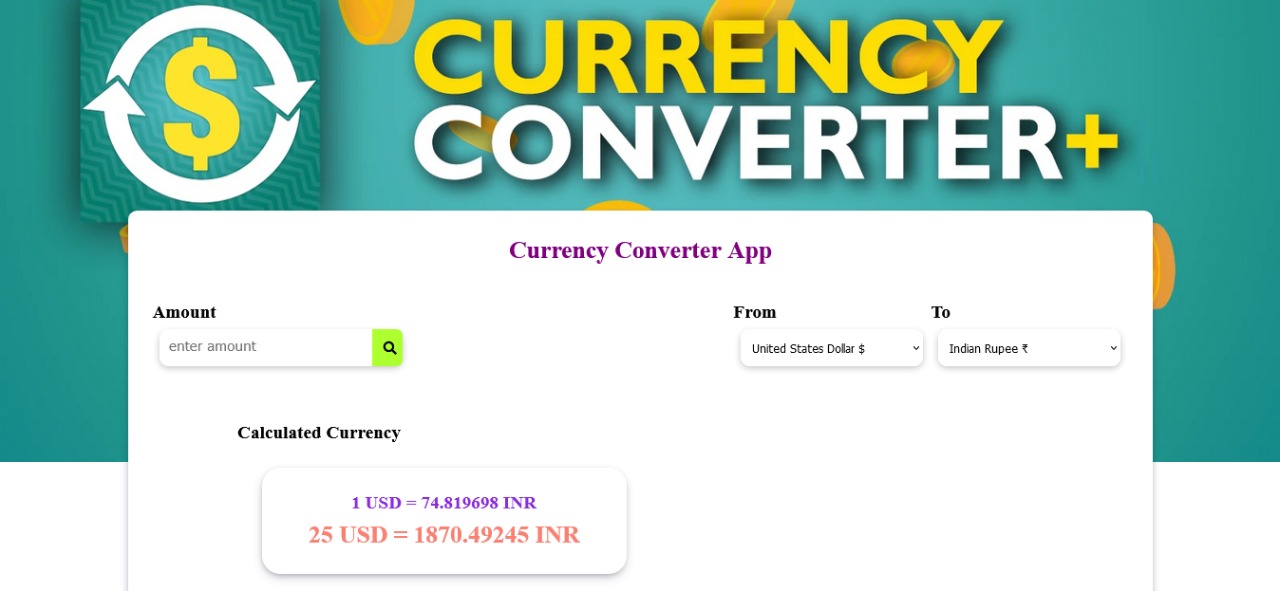 $
CURRENCY
CONVERTER+
Currency Converter App
Amount
From
To
enter amount
United States Dollar $
Indian Rupee ₹
Calculated Currency
1 USD = 74.819698 INR
25 USD = 1870.49245 INR